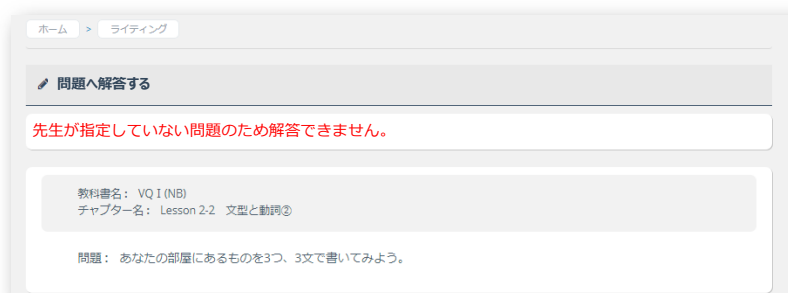 ホーム > ライティング
問題へ解答する
先生が指定していない問題のため解答できません。
教科書名： VQ I (NB)
チャプター名： Lesson 2-2　文型と動詞②
問題： あなたの部屋にあるものを3つ、3文で書いてみよう。